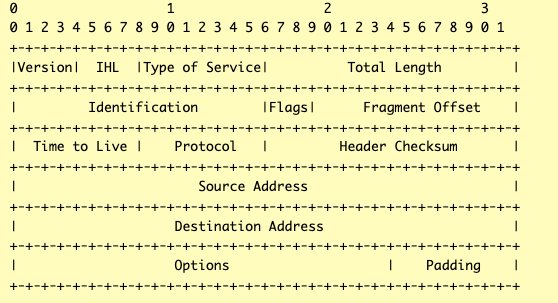 0                   1                   2                   3
0 1 2 3 4 5 6 7 8 9 0 1 2 3 4 5 6 7 8 9 0 1 2 3 4 5 6 7 8 9 0 1
+-+-+-+-+-+-+-+-+-+-+-+-+-+-+-+-+-+-+-+-+-+-+-+-+-+-+-+-+-+-+-+-+
|Version|  IHL  |Type of Service|          Total Length         |
+-+-+-+-+-+-+-+-+-+-+-+-+-+-+-+-+-+-+-+-+-+-+-+-+-+-+-+-+-+-+-+-+
|         Identification        |Flags|      Fragment Offset    |
+-+-+-+-+-+-+-+-+-+-+-+-+-+-+-+-+-+-+-+-+-+-+-+-+-+-+-+-+-+-+-+-+
|  Time to Live |    Protocol   |         Header Checksum       |
+-+-+-+-+-+-+-+-+-+-+-+-+-+-+-+-+-+-+-+-+-+-+-+-+-+-+-+-+-+-+-+-+
|                       Source Address                          |
+-+-+-+-+-+-+-+-+-+-+-+-+-+-+-+-+-+-+-+-+-+-+-+-+-+-+-+-+-+-+-+-+
|                    Destination Address                        |
+-+-+-+-+-+-+-+-+-+-+-+-+-+-+-+-+-+-+-+-+-+-+-+-+-+-+-+-+-+-+-+-+
|                    Options                    |    Padding    |
+-+-+-+-+-+-+-+-+-+-+-+-+-+-+-+-+-+-+-+-+-+-+-+-+-+-+-+-+-+-+-+-+